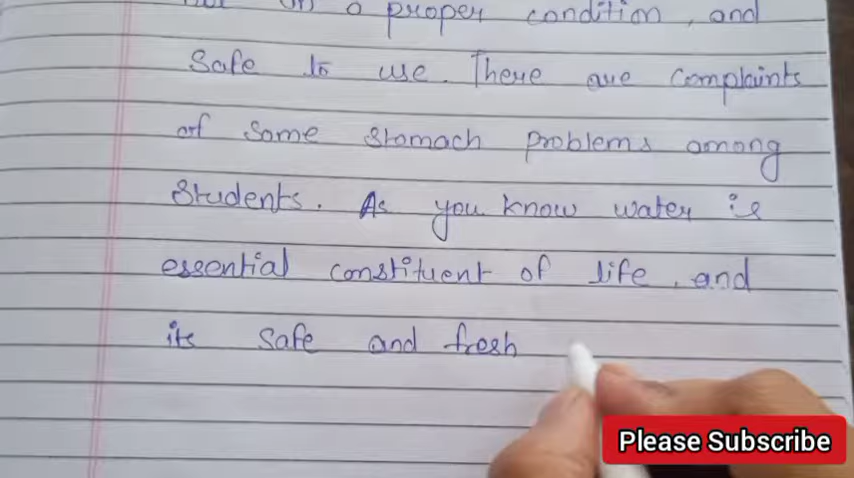 in a proper condition, and
Safe to use. There are complaints
of some stomach problems among
Students. As you know water is
essential constituent of life, and
its safe and fresh
Please Subscribe